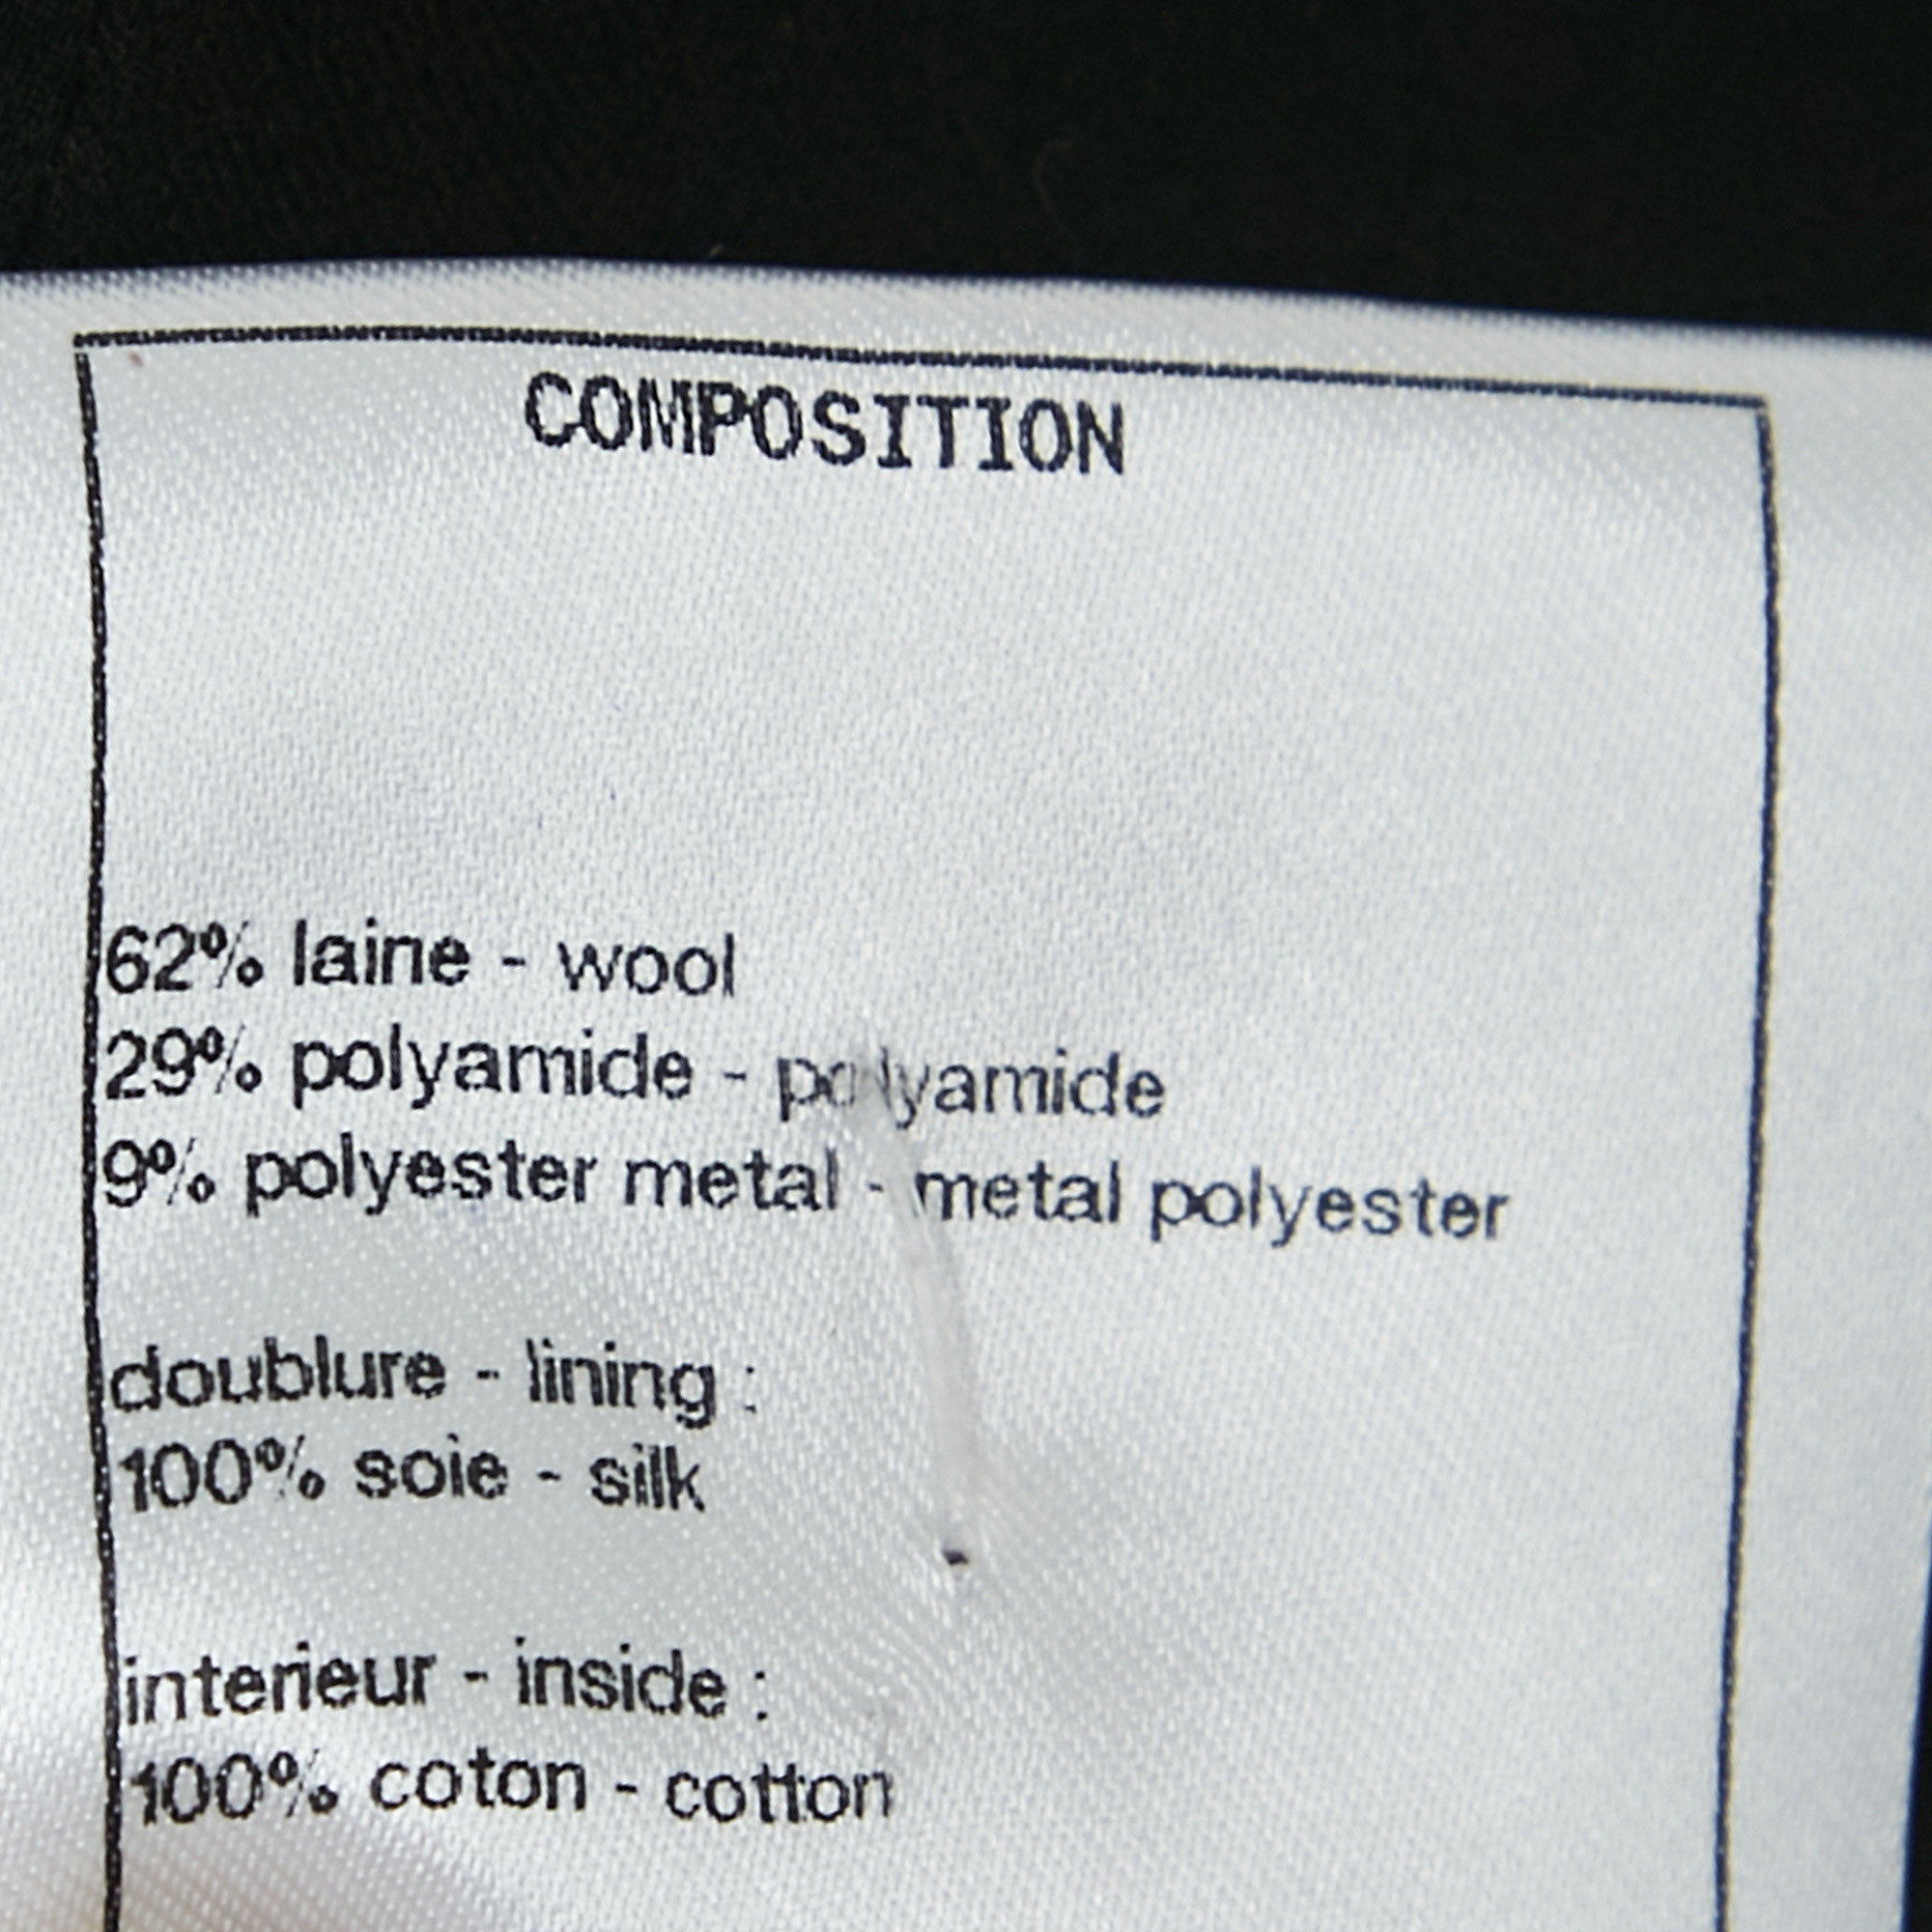 COMPOSITION
62% laine - wool
29% polyamide - polyamide
9% polyester metal - metal polyester
doublure - lining :
100% soie - silk
interieur - inside :
100% coton - cotton